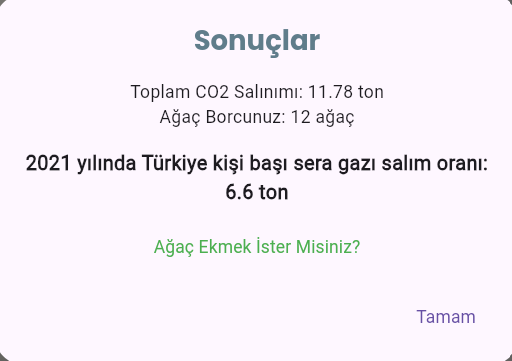 Sonuçlar
Toplam CO2 Salınımı: 11.78 ton
Ağaç Borcunuz: 12 ağaç
2021 yılında Türkiye kişi başı sera gazı salım oranı:
6.6 ton
Ağaç Ekmek İster Misiniz?
Tamam